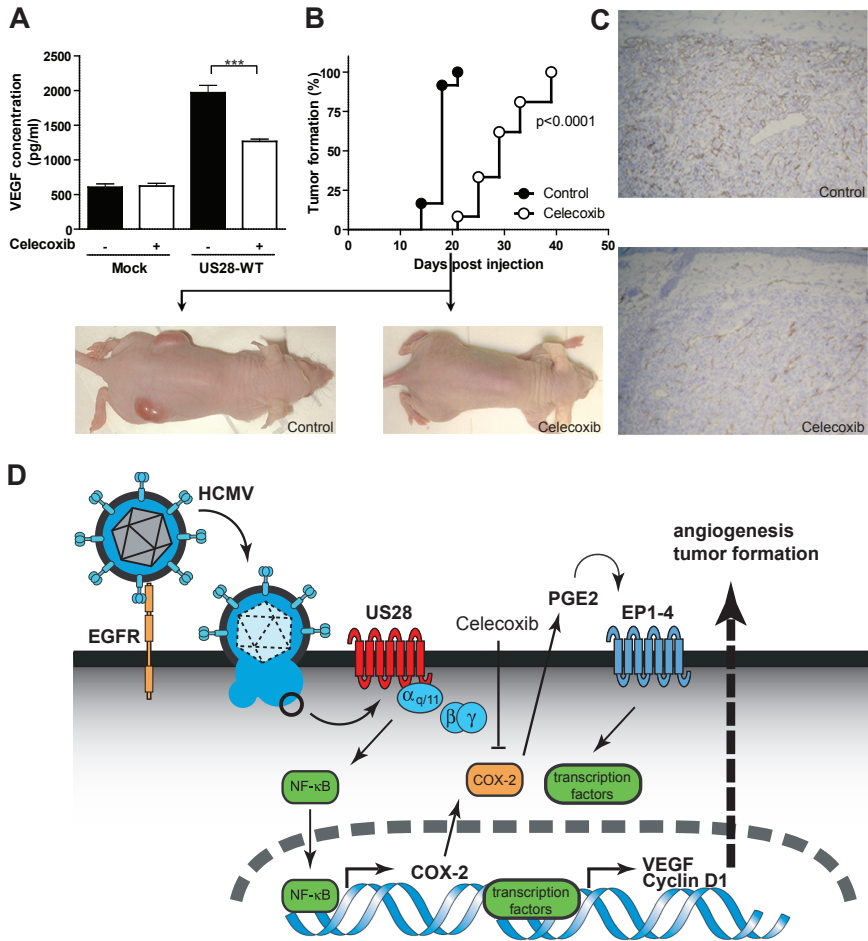 A
VEGF concentration
(pg/ml)
2500
2000
1500
1000
500
0
***
Celecoxib
-
+
-
+
Mock
US28-WT
B
Tumor formation (%)
100
75
50
25
0
p<0.0001
Control
Celecoxib
0
10
20
30
40
50
Days post injection
Control
Celecoxib
C
Control
Celecoxib
D
HCMV
EGFR
US28
αq/11
β
γ
Celecoxib
PGE2
EP1-4
angiogenesis
tumor formation
NF-κB
COX-2
transcription
factors
NF-κB
COX-2
transcription
factors
VEGF
Cyclin D1